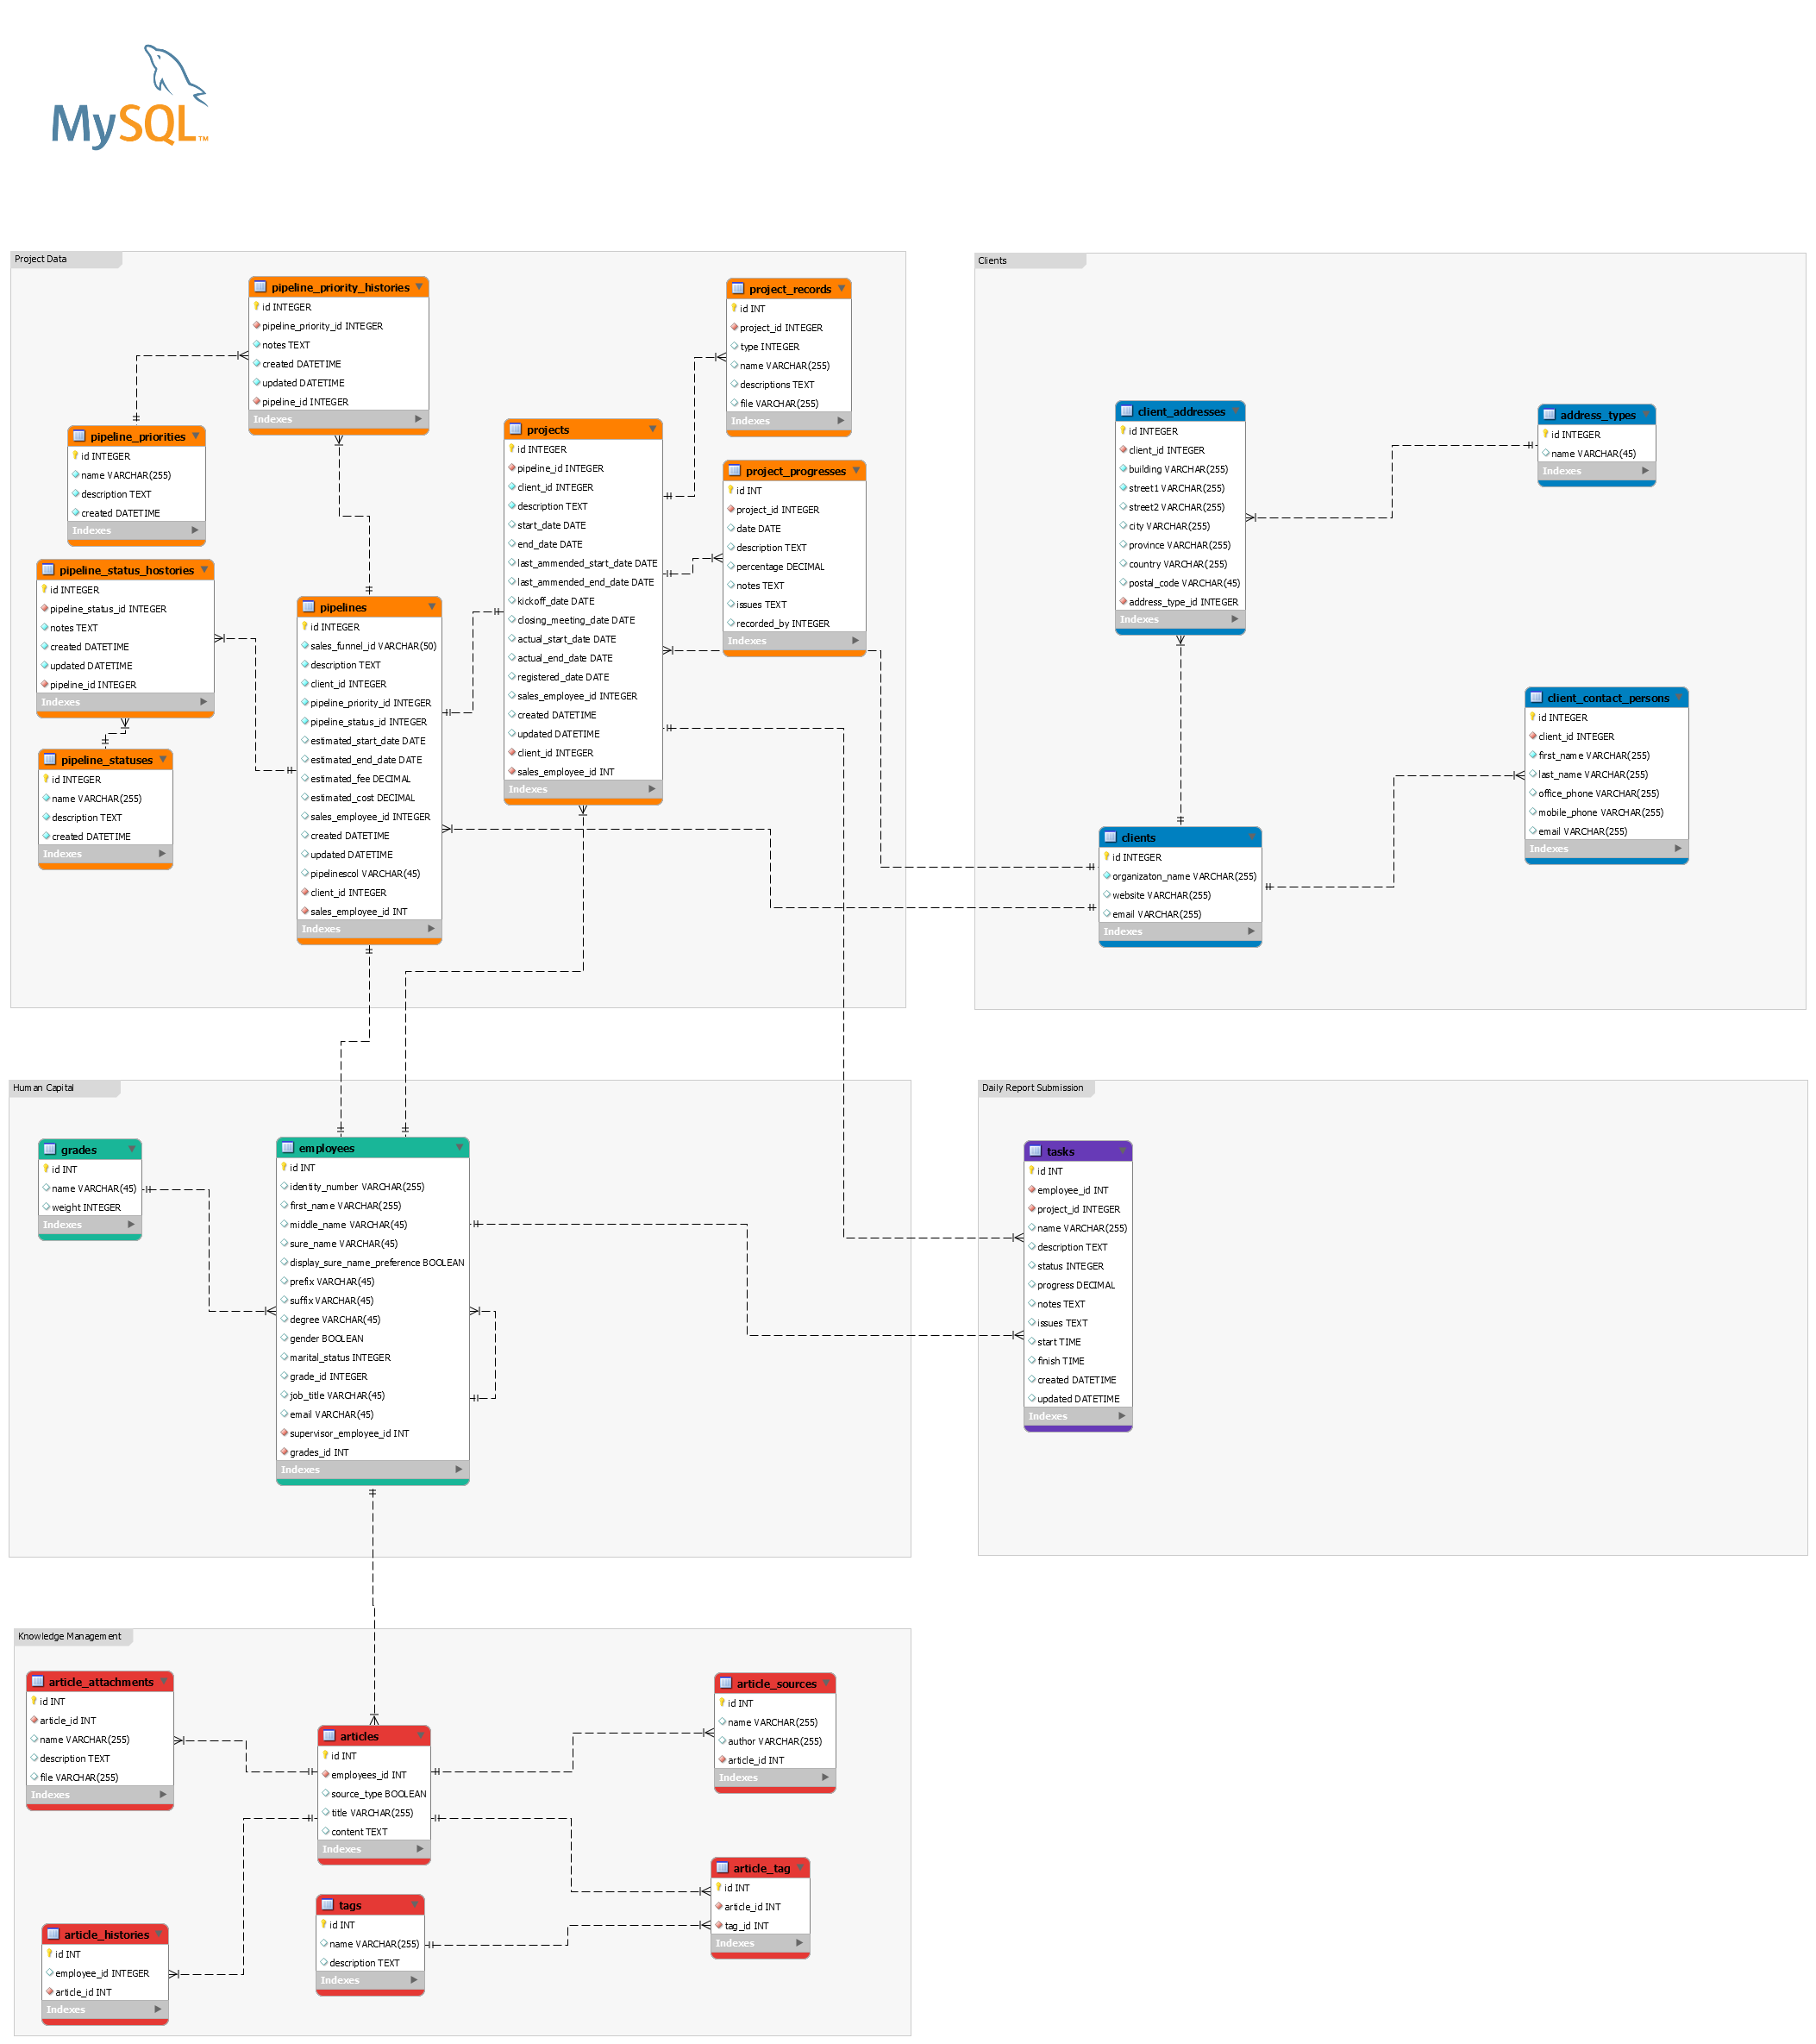 MySQL™
Project Data
pipeline_priority_histories
id INTEGER
pipeline_priority_id INTEGER
notes TEXT
created DATETIME
updated DATETIME
pipeline_id INTEGER
Indexes
project_records
id INT
project_id INTEGER
type INTEGER
name VARCHAR(255)
descriptions TEXT
file VARCHAR(255)
Indexes
pipeline_priorities
id INTEGER
name VARCHAR(255)
description TEXT
created DATETIME
Indexes
projects
id INTEGER
pipeline_id INTEGER
client_id INTEGER
description TEXT
start_date DATE
end_date DATE
last_ammended_start_date DATE
last_ammended_end_date DATE
kickoff_date DATE
closing_meeting_date DATE
actual_start_date DATE
actual_end_date DATE
registered_date DATE
sales_employee_id INTEGER
created DATETIME
updated DATETIME
client_id INTEGER
sales_employee_id INT
Indexes
project_progresses
id INT
project_id INTEGER
date DATE
description TEXT
percentage DECIMAL
notes TEXT
issues TEXT
recorded_by INTEGER
Indexes
pipeline_status_hostories
id INTEGER
pipeline_status_id INTEGER
notes TEXT
created DATETIME
updated DATETIME
pipeline_id INTEGER
Indexes
pipelines
id INTEGER
sales_funnel_id VARCHAR(50)
description TEXT
client_id INTEGER
pipeline_priority_id INTEGER
pipeline_status_id INTEGER
estimated_start_date DATE
estimated_end_date DATE
estimated_fee DECIMAL
estimated_cost DECIMAL
sales_employee_id INTEGER
created DATETIME
updated DATETIME
pipelinescol VARCHAR(45)
client_id INTEGER
sales_employee_id INT
Indexes
pipeline_statuses
id INTEGER
name VARCHAR(255)
description TEXT
created DATETIME
Indexes
Clients
client_addresses
id INTEGER
client_id INTEGER
building VARCHAR(255)
street1 VARCHAR(255)
street2 VARCHAR(255)
city VARCHAR(255)
province VARCHAR(255)
country VARCHAR(255)
postal_code VARCHAR(45)
address_type_id INTEGER
Indexes
address_types
id INTEGER
name VARCHAR(45)
Indexes
client_contact_persons
id INTEGER
client_id INTEGER
first_name VARCHAR(255)
last_name VARCHAR(255)
office_phone VARCHAR(255)
mobile_phone VARCHAR(255)
email VARCHAR(255)
Indexes
clients
id INTEGER
organizaton_name VARCHAR(255)
website VARCHAR(255)
email VARCHAR(255)
Indexes
Human Capital
grades
id INT
name VARCHAR(45)
weight INTEGER
Indexes
employees
id INT
identity_number VARCHAR(255)
first_name VARCHAR(255)
middle_name VARCHAR(45)
sure_name VARCHAR(45)
display_sure_name_preference BOOLEAN
prefix VARCHAR(45)
suffix VARCHAR(45)
degree VARCHAR(45)
gender BOOLEAN
marital_status INTEGER
grade_id INTEGER
job_title VARCHAR(45)
email VARCHAR(45)
supervisor_employee_id INT
grades_id INT
Indexes
Daily Report Submission
tasks
id INT
employee_id INT
project_id INTEGER
name VARCHAR(255)
description TEXT
status INTEGER
progress DECIMAL
notes TEXT
issues TEXT
start TIME
finish TIME
created DATETIME
updated DATETIME
Indexes
Knowledge Management
article_attachments
id INT
article_id INT
name VARCHAR(255)
description TEXT
file VARCHAR(255)
Indexes
articles
id INT
employees_id INT
source_type BOOLEAN
title VARCHAR(255)
content TEXT
Indexes
article_sources
id INT
name VARCHAR(255)
author VARCHAR(255)
article_id INT
Indexes
article_tag
id INT
article_id INT
tag_id INT
Indexes
tags
id INT
name VARCHAR(255)
description TEXT
Indexes
article_histories
id INT
employee_id INTEGER
article_id INT
Indexes